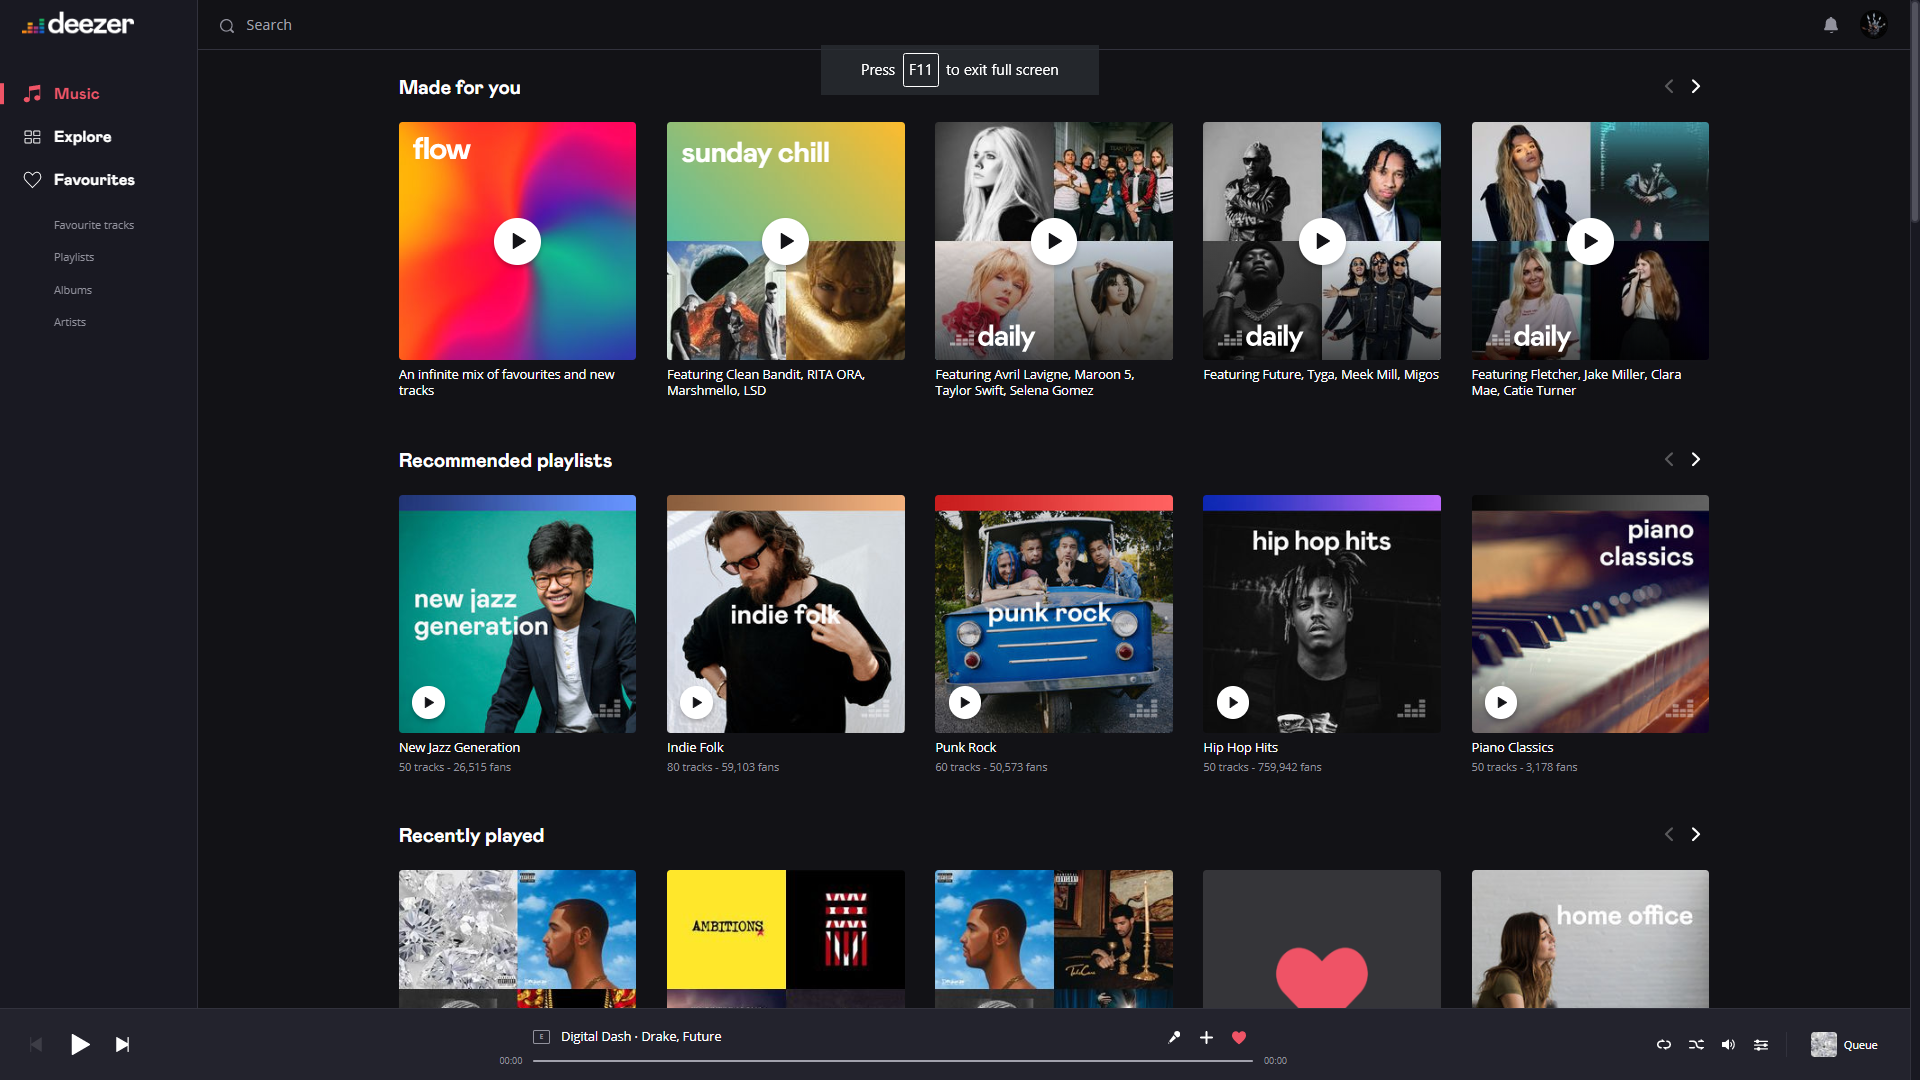 deezer
Search
Press F11 to exit full screen
Music
Explore
Favourites
Favourite tracks
Playlists
Albums
Artists
Made for you
flow
An infinite mix of favourites and new
tracks
sunday chill
Featuring Clean Bandit, RITA ORA,
Marshmello, LSD
daily
Featuring Avril Lavigne, Maroon 5,
Taylor Swift, Selena Gomez
daily
Featuring Future, Tyga, Meek Mill, Migos
daily
Featuring Fletcher, Jake Miller, Clara
Mae, Catie Turner
Recommended playlists
new jazz
generation
New Jazz Generation
50 tracks - 26,515 fans
indie folk
Indie Folk
80 tracks - 59,103 fans
punk rock
Punk Rock
60 tracks - 50,573 fans
hip hop hits
Hip Hop Hits
50 tracks - 759,942 fans
piano
classics
Piano Classics
50 tracks - 3,178 fans
Recently played
AMBITIONS
home office
E
Digital Dash · Drake, Future
00:00
00:00
Queue